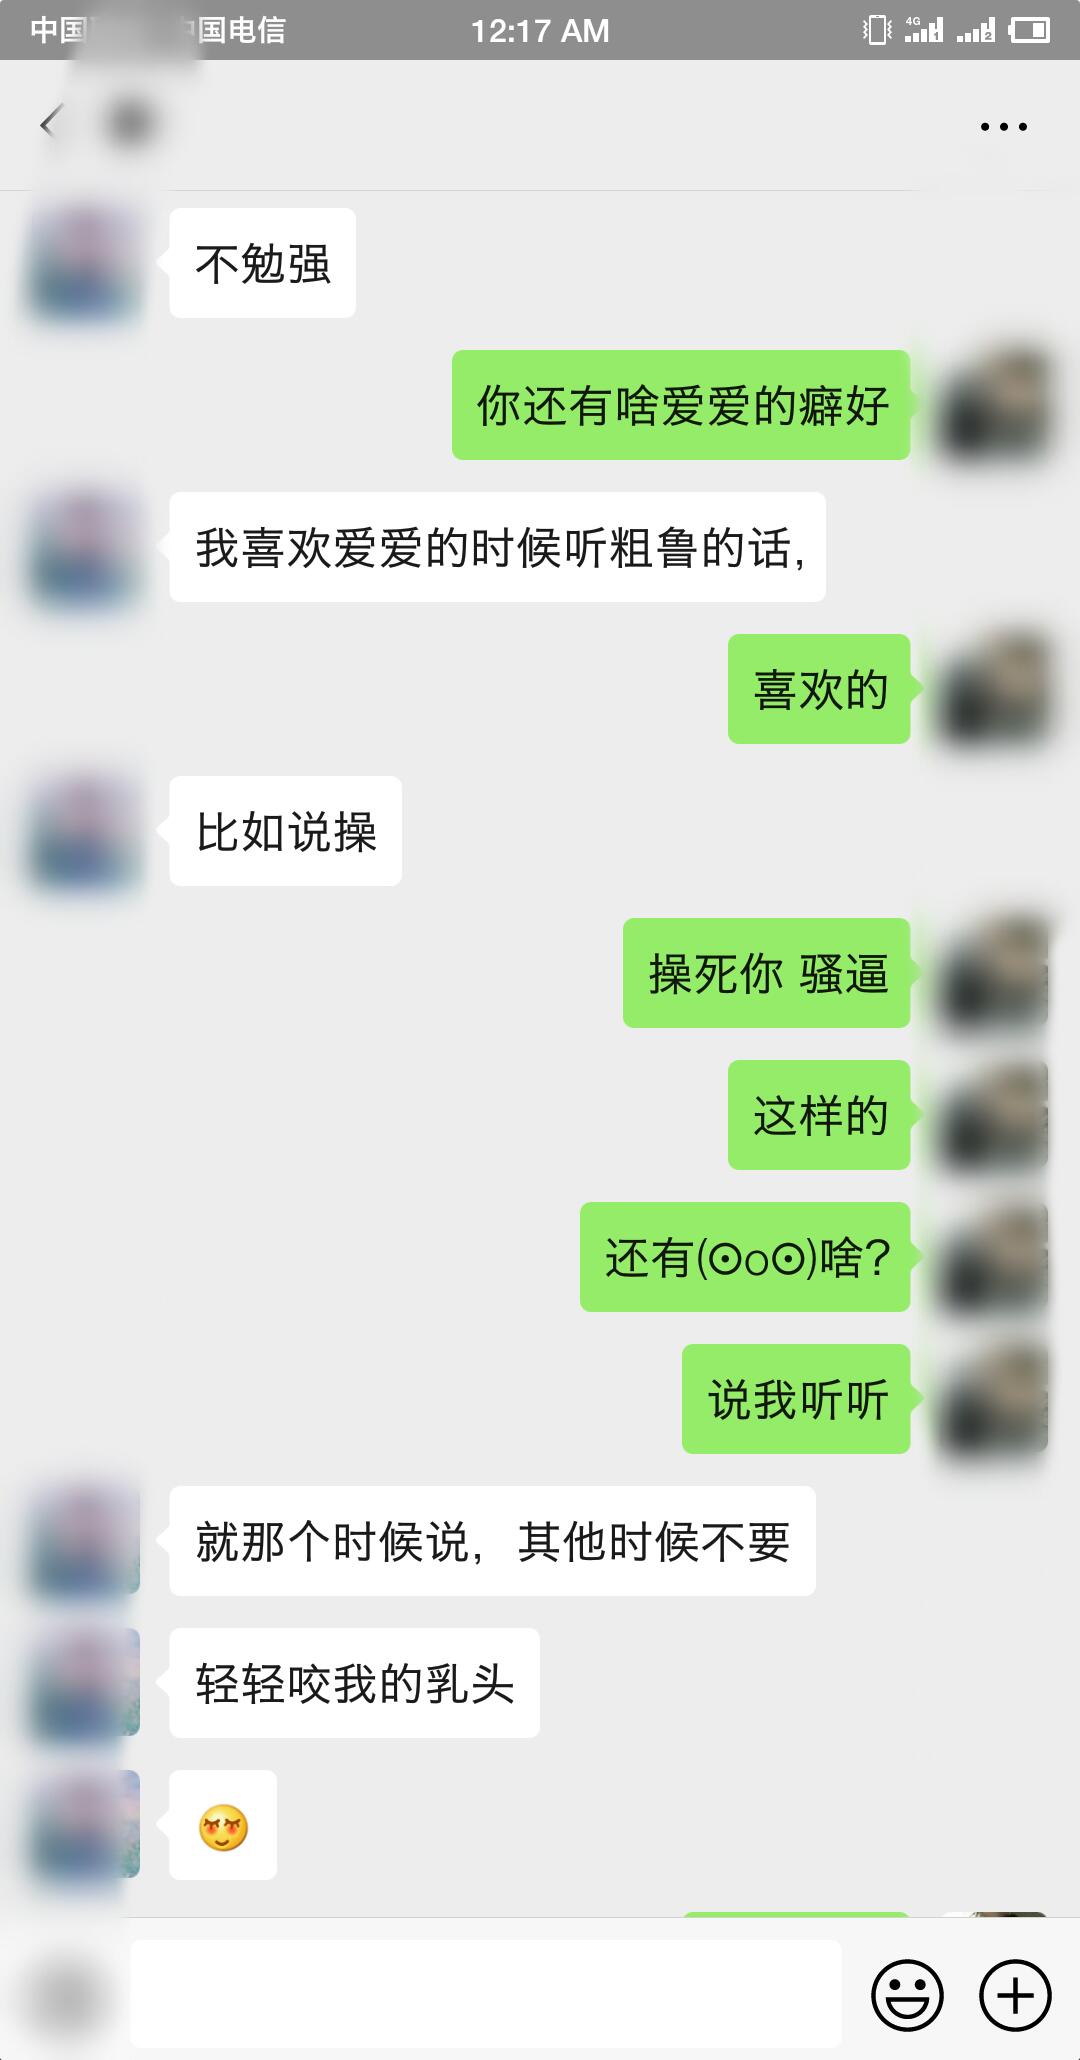 中国 国电信 12:17 AM 4G 1 2
不勉强
你还有啥爱爱的癖好
我喜欢爱爱的时候听粗鲁的话,
喜欢的
比如说操
操死你 骚逼
这样的
还有(⊙o⊙)啥?
说我听听
就那个时候说，其他时候不要
轻轻咬我的乳头